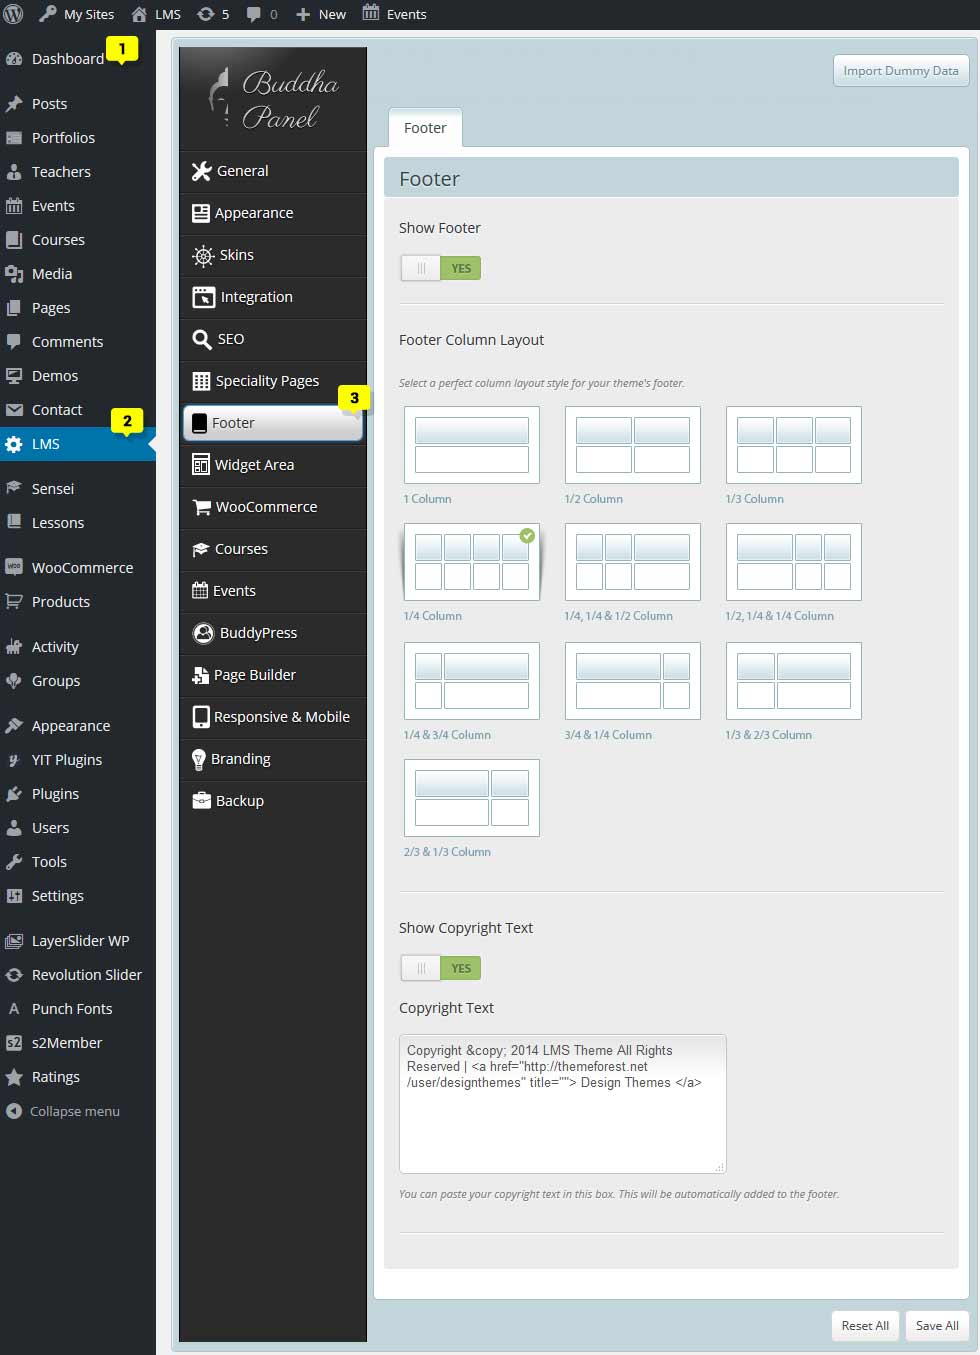 My Sites LMS 5 0 New Events
Dashboard 1
Posts
Portfolios
Teachers
Events
Courses
Media
Pages
Comments
Demos
Contact
2
LMS
Sensei
Lessons
WOO WooCommerce
Products
Activity
Groups
Appearance
YIT Plugins
Plugins
Users
Tools
Settings
LayerSlider WP
Revolution Slider
A Punch Fonts
s2 s2Member
Ratings
Collapse menu
Buddha
Panel
General
Appearance
Skins
Integration
SEO
Speciality Pages
3
Footer
Widget Area
WooCommerce
Courses
Events
BuddyPress
Page Builder
Responsive & Mobile
Branding
Backup
Import Dummy Data
Footer
Footer
Show Footer
YES
Footer Column Layout
Select a perfect column layout style for your theme's footer.
1 Column 1/2 Column 1/3 Column
1/4 Column 1/4, 1/4 & 1/2 Column 1/2, 1/4 & 1/4 Column
1/4 & 3/4 Column 3/4 & 1/4 Column 1/3 & 2/3 Column
2/3 & 1/3 Column
Show Copyright Text
YES
Copyright Text
Copyright &copy; 2014 LMS Theme All Rights
Reserved | <a href="http://themeforest.net
/user/designthemes" title=""> Design Themes </a>
You can paste your copyright text in this box. This will be automatically added to the footer.
Reset All Save All